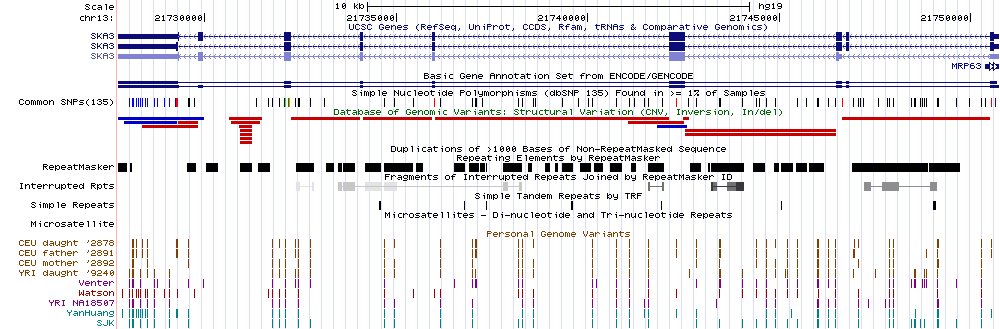 Scale 10 kb hg19
chr13: 21730000 21735000 21740000 21745000 21750000
UCSC Genes (RefSeq, UniProt, CCDS, Rfam, tRNAs & Comparative Genomics)
SKA3
SKA3
SKA3
MRP63
Basic Gene Annotation Set from ENCODE/GENCODE
Simple Nucleotide Polymorphisms (dbSNP 135) Found in >= 1% of Samples
Common SNPs(135)
Database of Genomic Variants: Structural Variation (CNV, Inversion, In/del)
Duplications of >1000 Bases of Non-RepeatMasked Sequence
Repeating Elements by RepeatMasker
RepeatMasker
Fragments of Interrupted Repeats Joined by RepeatMasker ID
Interrupted Rpts
Simple Tandem Repeats by TRF
Simple Repeats
Microsatellites - Di-nucleotide and Tri-nucleotide Repeats
Microsatellite
Personal Genome Variants
CEU daught '2878
CEU father '2891
CEU mother '2892
YRI daught '9240
Venter
Watson
YRI NA18507
YanHuang
SJK